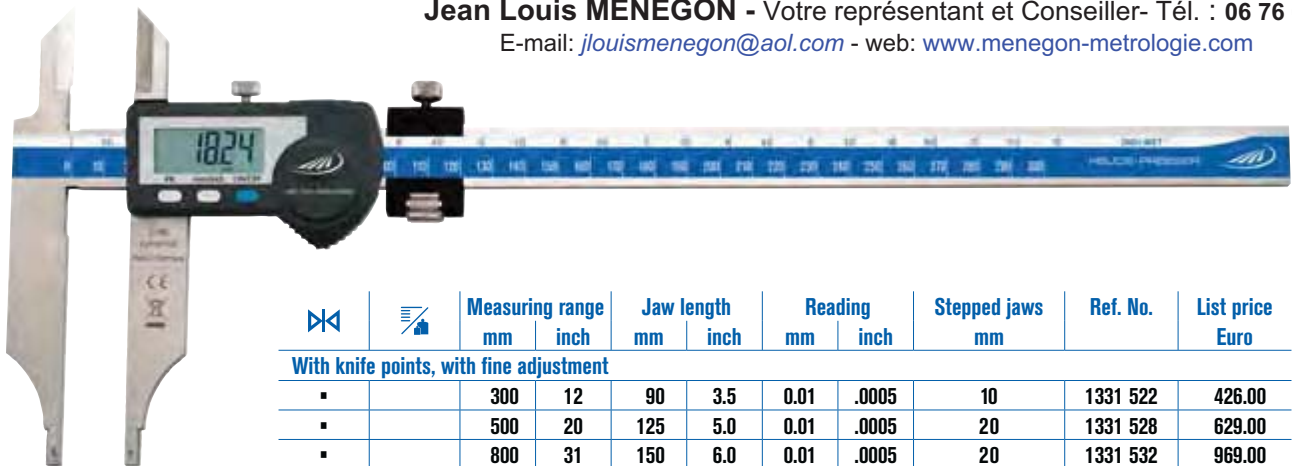 Jean Louis MENEGON - Votre représentant et Conseiller- Tél. : 06 76
E-mail: jlouismenegon@aol.com - web: www.menegon-metrologie.com
18.24
HELIOS-PREISSER
CE
Measuring range Jaw length Reading Stepped jaws Ref. No. List price
mm inch mm inch mm inch mm Euro
With knife points, with fine adjustment
▪ 300 12 90 3.5 0.01 .0005 10 1331 522 426.00
▪ 500 20 125 5.0 0.01 .0005 20 1331 528 629.00
▪ 800 31 150 6.0 0.01 .0005 20 1331 532 969.00